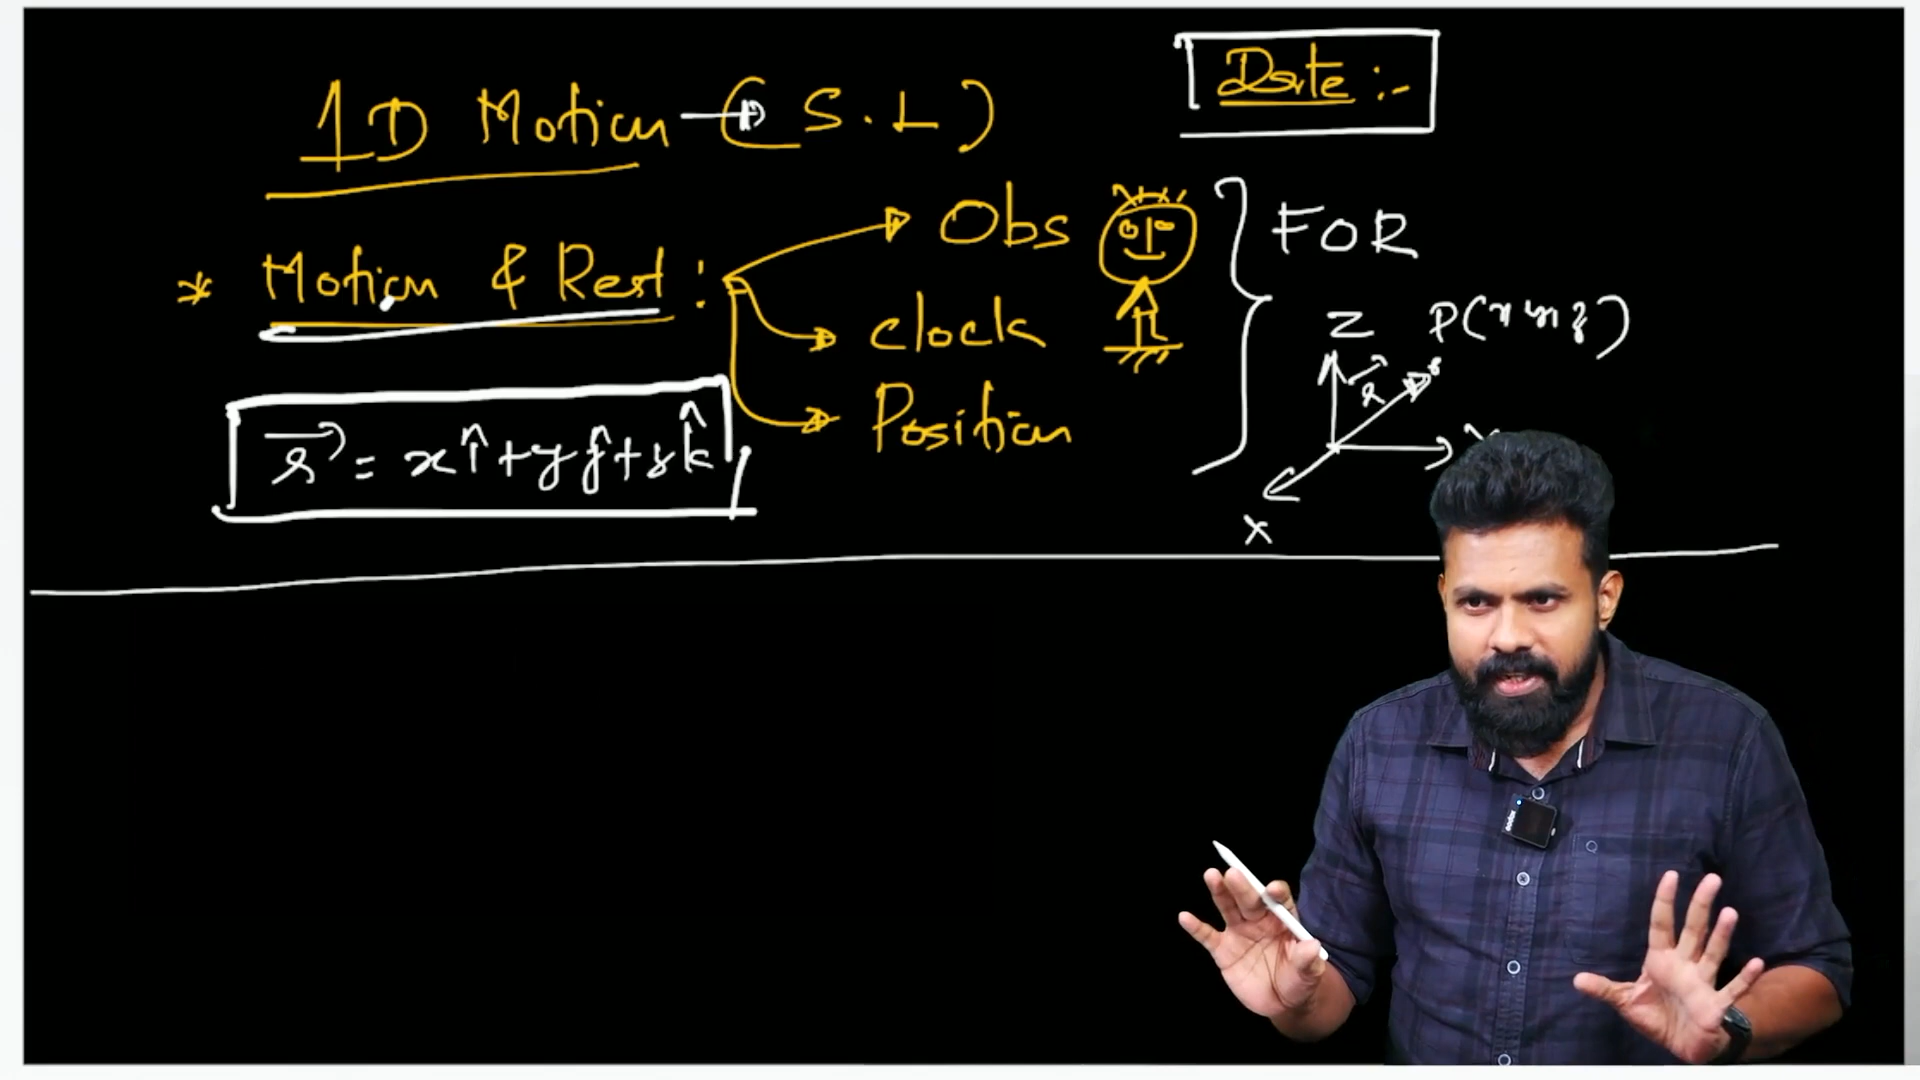 Date :-
1D Motion → (S.L)
* Motion & Rest :
Obs
clock
Position
FOR
Z
P(x y z)
r
X
r = xî+yĵ+zk̂